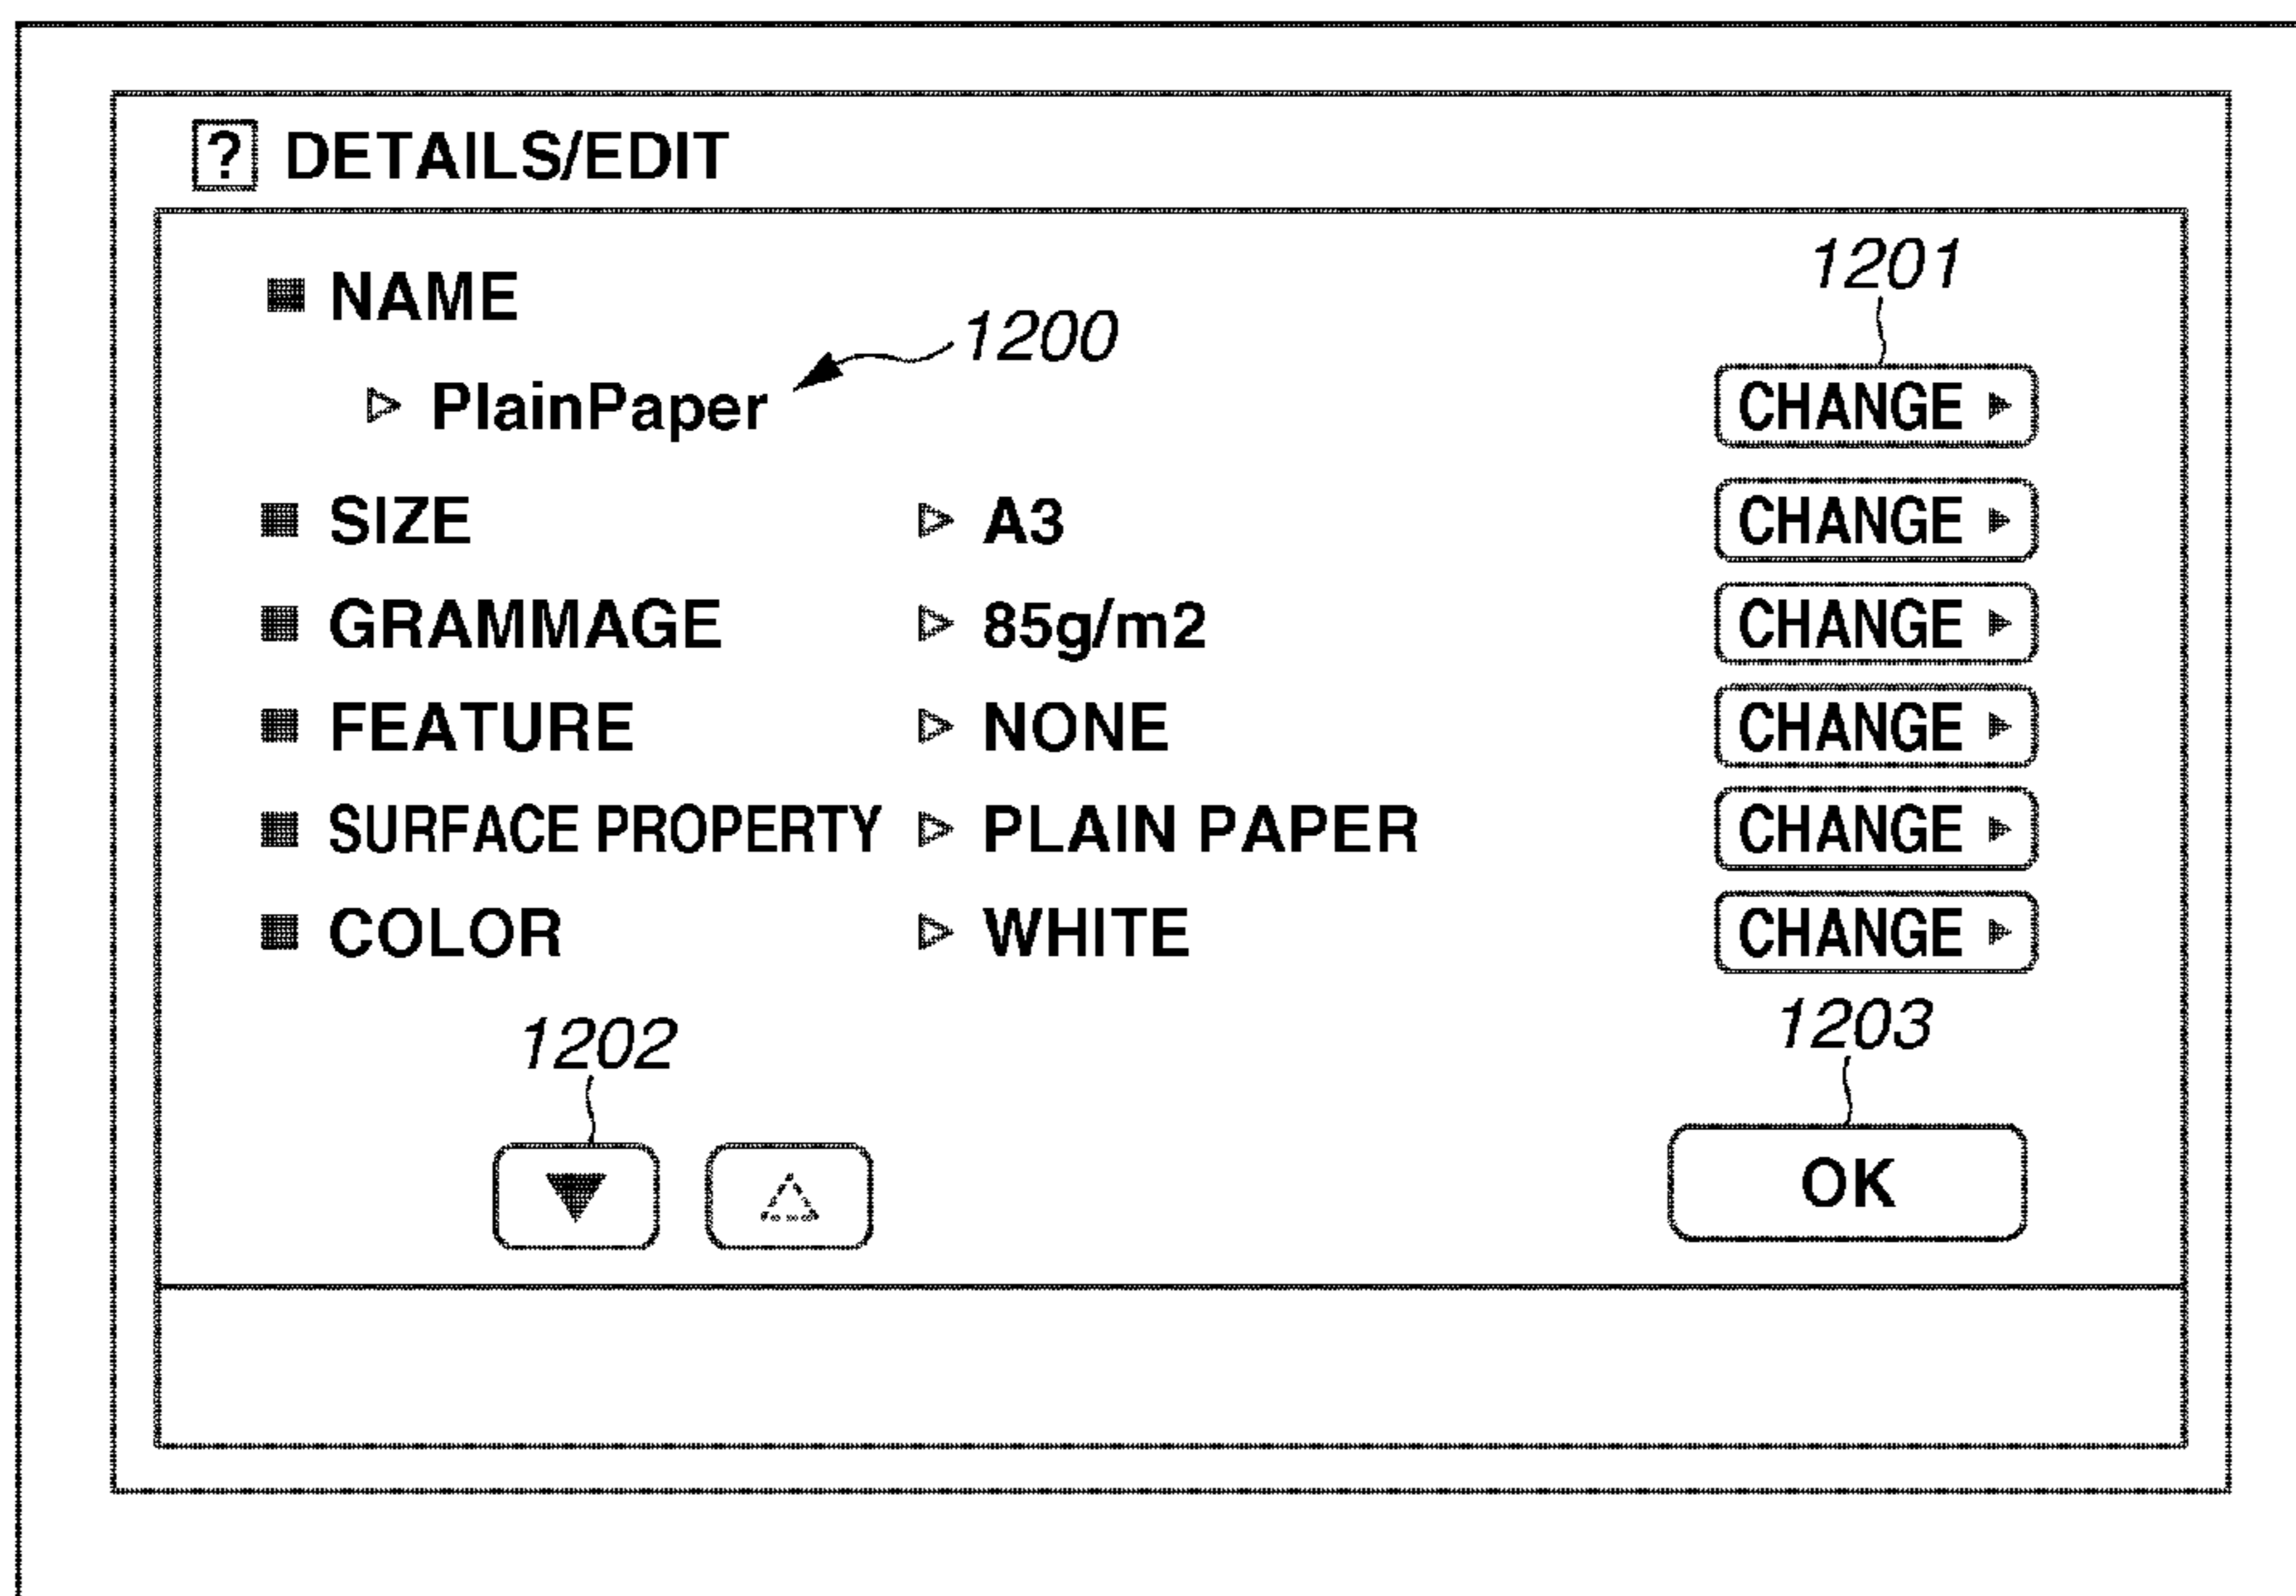 ? DETAILS/EDIT
NAME
1201
1200
PlainPaper CHANGE
SIZE A3 CHANGE
GRAMMAGE 85g/m2 CHANGE
FEATURE NONE CHANGE
SURFACE PROPERTY PLAIN PAPER CHANGE
COLOR WHITE CHANGE
1202 1203
OK